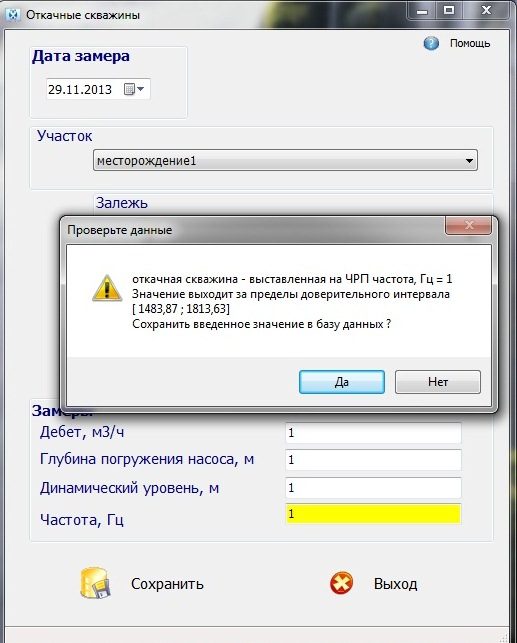 Откачные скважины
Помощь
Дата замера
29.11.2013
Участок
месторождение1
Залежь
Проверьте данные
откачная скважина - выставленная на ЧРП частота, Гц = 1
Значение выходит за пределы доверительного интервала
[ 1483,87 ; 1813,63]
Сохранить введенное значение в базу данных ?
Да
Нет
Замеры
Дебет, м3/ч
1
Глубина погружения насоса, м
1
Динамический уровень, м
1
Частота, Гц
1
Сохранить
Выход